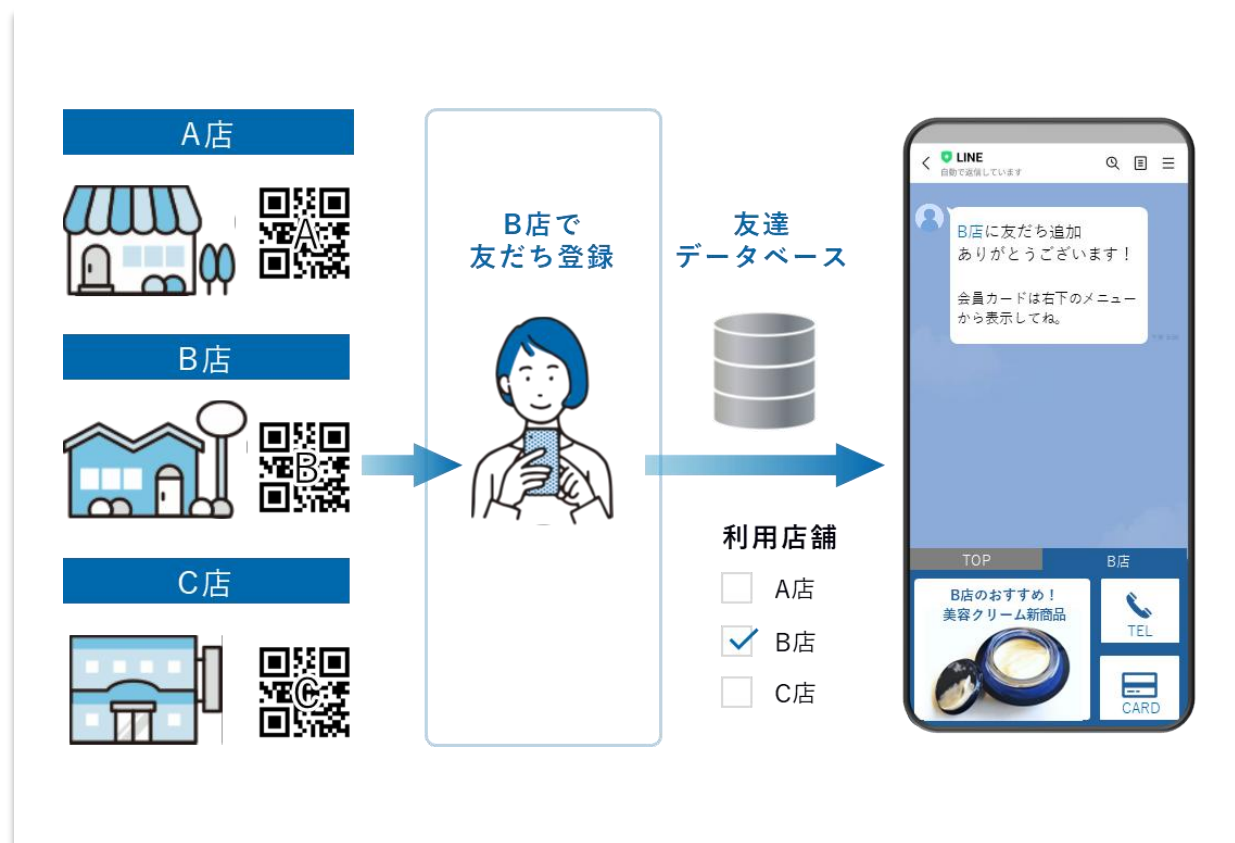 A店
A
B店
B
C店
C
B店で
友だち登録
友達
データベース
利用店舗
A店
B店
C店
LINE
自動で返信しています
B店に友だち追加
ありがとうございます！
会員カードは右下のメニュー
から表示してね。
TOP
B店
B店のおすすめ！
美容クリーム新商品
TEL
CARD